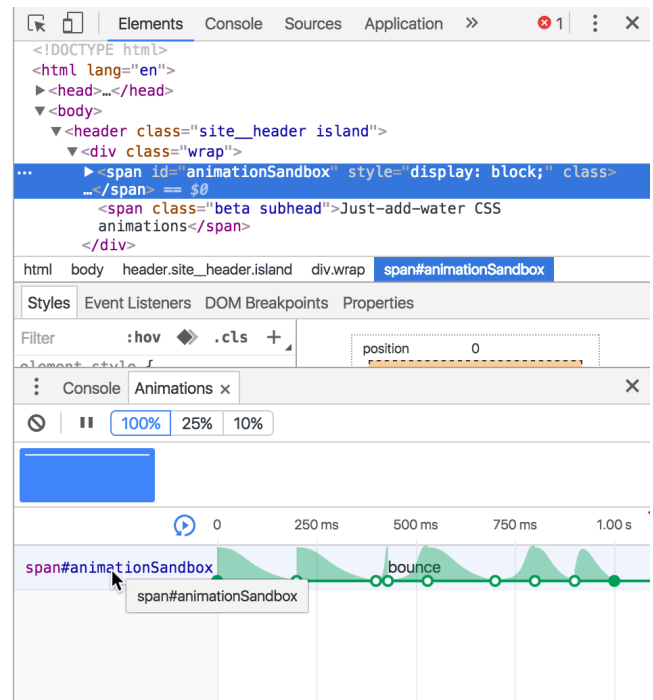 Elements Console Sources Application » 1
<!DOCTYPE html>
<html lang="en">
<head>…</head>
<body>
<header class="site__header island">
<div class="wrap">
… <span id="animationSandbox" style="display: block;" class>
…</span> == $0
<span class="beta subhead">Just-add-water CSS
animations</span>
</div>
html body header.site__header.island div.wrap span#animationSandbox
Styles Event Listeners DOM Breakpoints Properties
Filter :hov .cls +
position 0
element.style {
Console Animations ×
100% 25% 10%
0 250 ms 500 ms 750 ms 1.00 s
span#animationSandbox bounce
span#animationSandbox